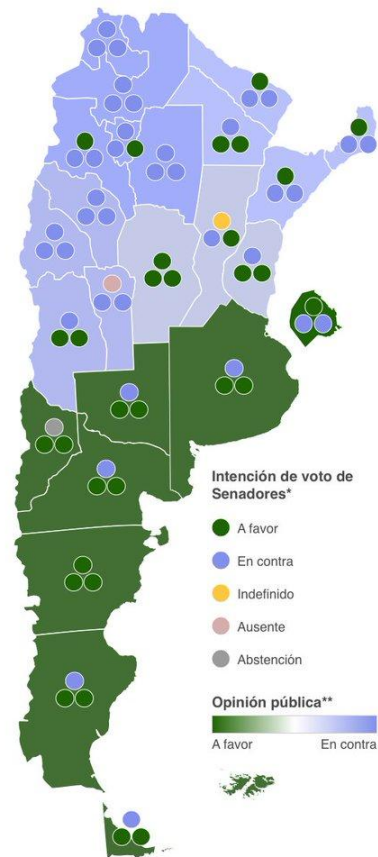 Intención de voto de
Senadores*
A favor
En contra
Indefinido
Ausente
Abstención
Opinión pública**
A favor
En contra